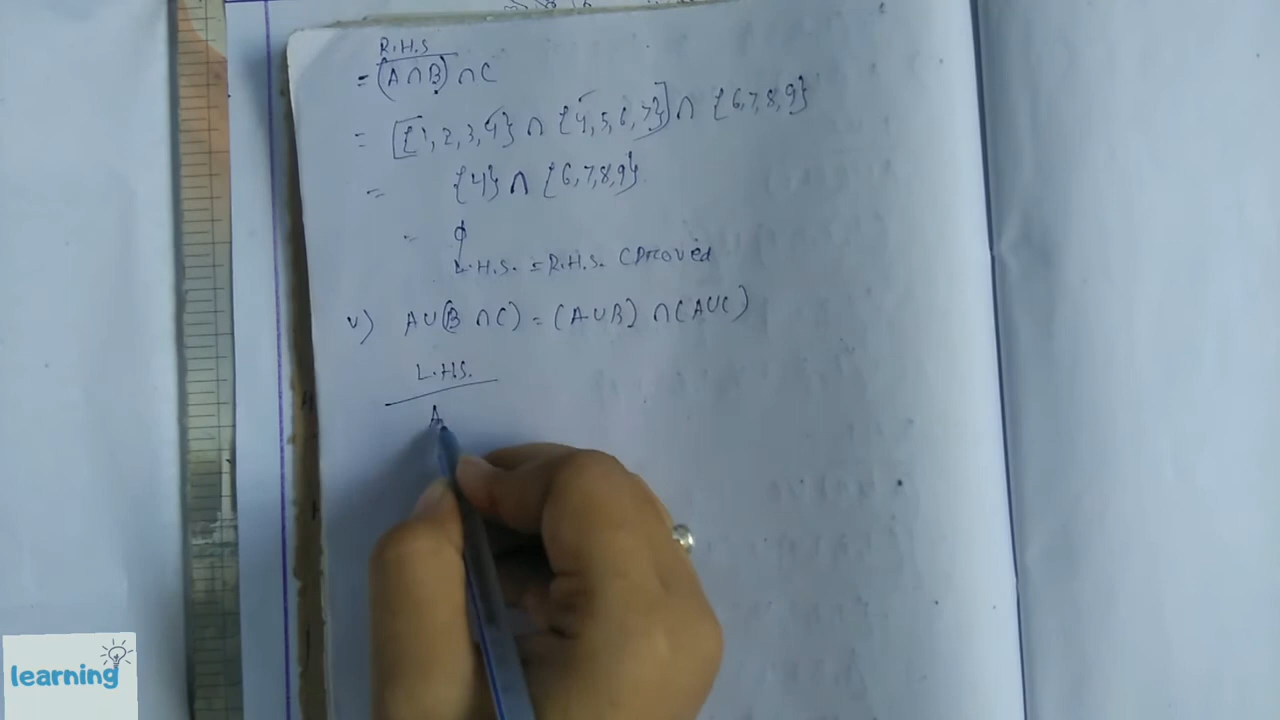 R.H.S
= (A∩B) ∩C
= [{1, 2, 3, 4} ∩ {4, 5, 6, 7}] ∩ {6,7,8,9}
= {4} ∩ {6,7,8,9}
= ϕ
L.H.S. = R.H.S. (Proved
v) A∪(B ∩C) = (A∪B) ∩(A∪C)
L.H.S.
A
learning